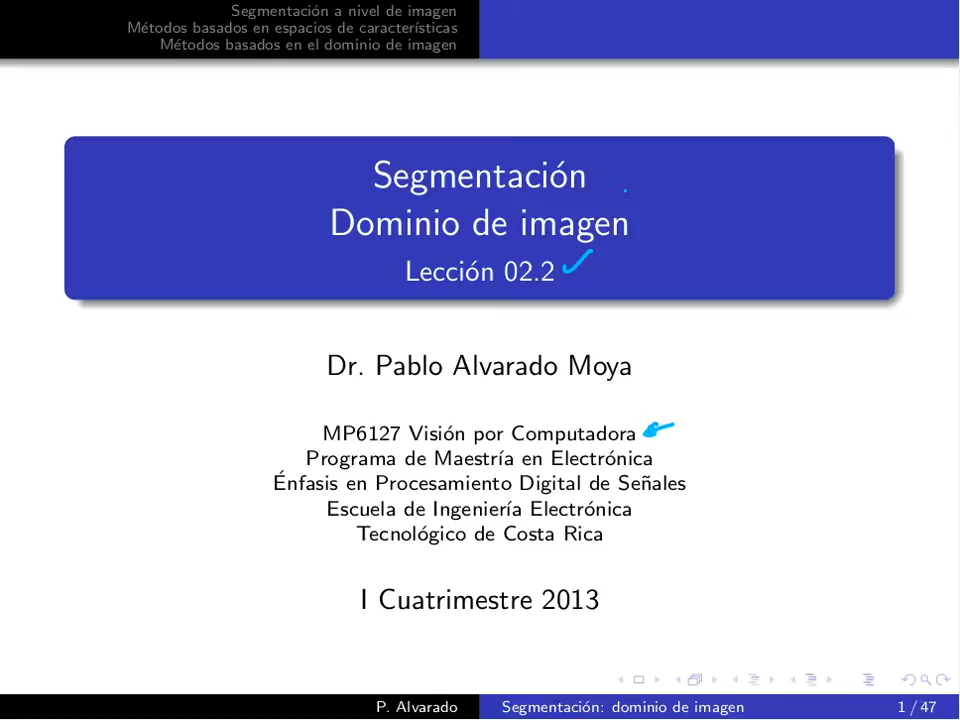 Segmentación a nivel de imagen
Métodos basados en espacios de características
Métodos basados en el dominio de imagen
Segmentación
Dominio de imagen
Lección 02.2
Dr. Pablo Alvarado Moya
MP6127 Visión por Computadora
Programa de Maestría en Electrónica
Énfasis en Procesamiento Digital de Señales
Escuela de Ingeniería Electrónica
Tecnológico de Costa Rica
I Cuatrimestre 2013
P. Alvarado
Segmentación: dominio de imagen
1 / 47